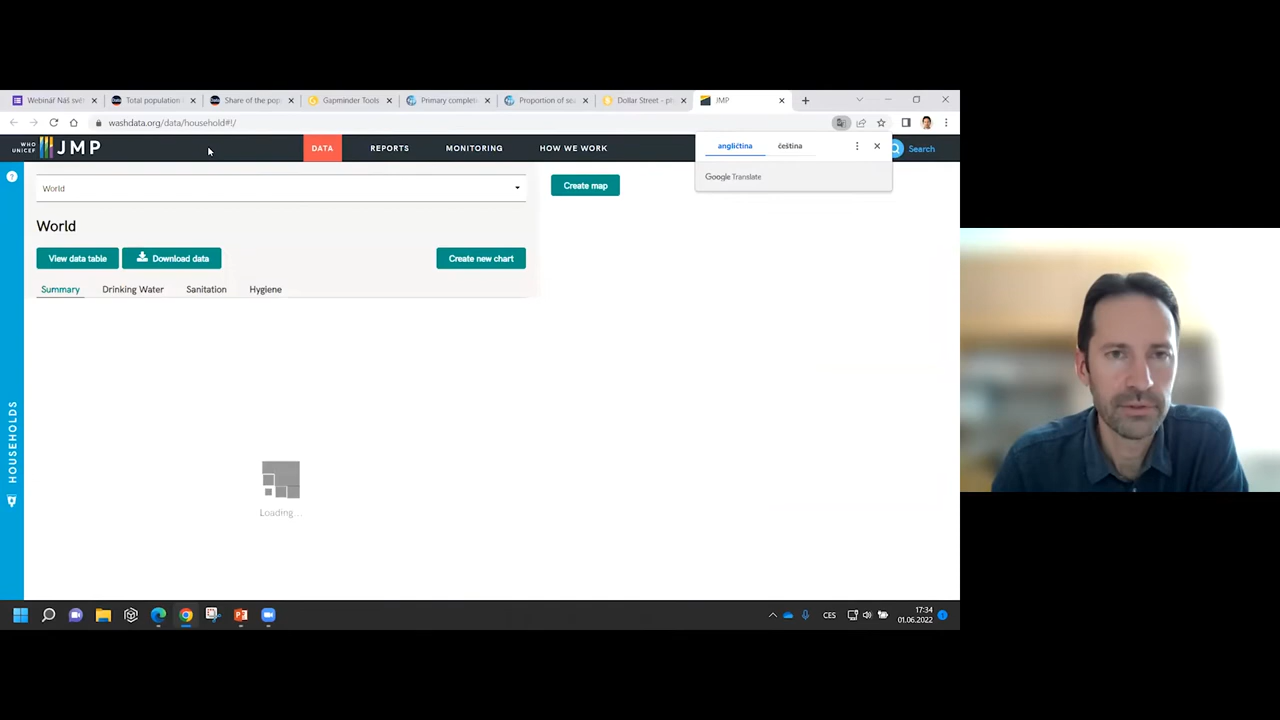 Webinář Náš svě
Total population
Share of the pop
Gapminder Tools
Primary complet
Proportion of sc
Dollar Street - p
JMP
washdata.org/data/household#!/
WHO
UNICEF
JMP
DATA
REPORTS
MONITORING
HOW WE WORK
angličtina
čeština
Search
Google Translate
World
Create map
World
View data table
Download data
Create new chart
Summary
Drinking Water
Sanitation
Hygiene
Loading...
HOUSEHOLDS
CES
17:34
01.06.2022
1